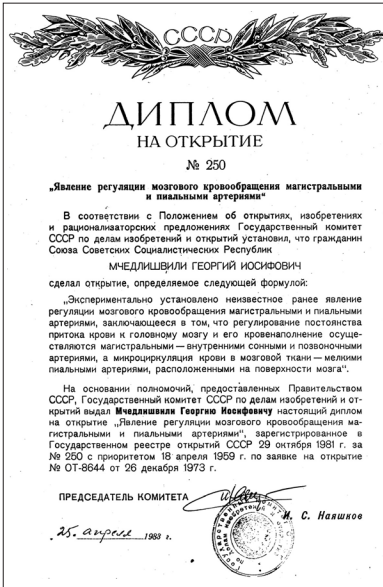 СССР
ДИПЛОМ
НА ОТКРЫТИЕ
№ 250
„Явление регуляции мозгового кровообращения магистральными
и пиальными артериями“
В соответствии с Положением об открытиях, изобретениях
и рационализаторских предложениях Государственный комитет
СССР по делам изобретений и открытий установил, что гражданин
Союза Советских Социалистических Республик
МЧЕДЛИШВИЛИ ГЕОРГИЙ ИОСИФОВИЧ
сделал открытие, определяемое следующей формулой:
„Экспериментально установлено неизвестное ранее явление
регуляции мозгового кровообращения магистральными и пиальными
артериями, заключающееся в том, что регулирование постоянства
притока крови к головному мозгу и его кровенаполнение осуще-
ствляются магистральными — внутренними сонными и позвоночными
артериями, а микроциркуляция крови в мозговой ткани — мелкими
пиальными артериями, расположенными на поверхности мозга“.
На основании полномочий, предоставленных Правительством
СССР, Государственный комитет СССР по делам изобретений и от-
крытий выдал Мчедлишвили Георгию Иосифовичу настоящий диплом
на открытие „Явление регуляции мозгового кровообращения ма-
гистральными и пиальными артериями“, зарегистрированное в
Государственном реестре открытий СССР 29 октября 1981 г. за
№ 250 с приоритетом 18 апреля 1959 г. по заявке на открытие
№ ОТ-8644 от 26 декабря 1973 г.
ПРЕДСЕДАТЕЛЬ КОМИТЕТА
И. С. Наяшков
„25„ апреля 1983 г.